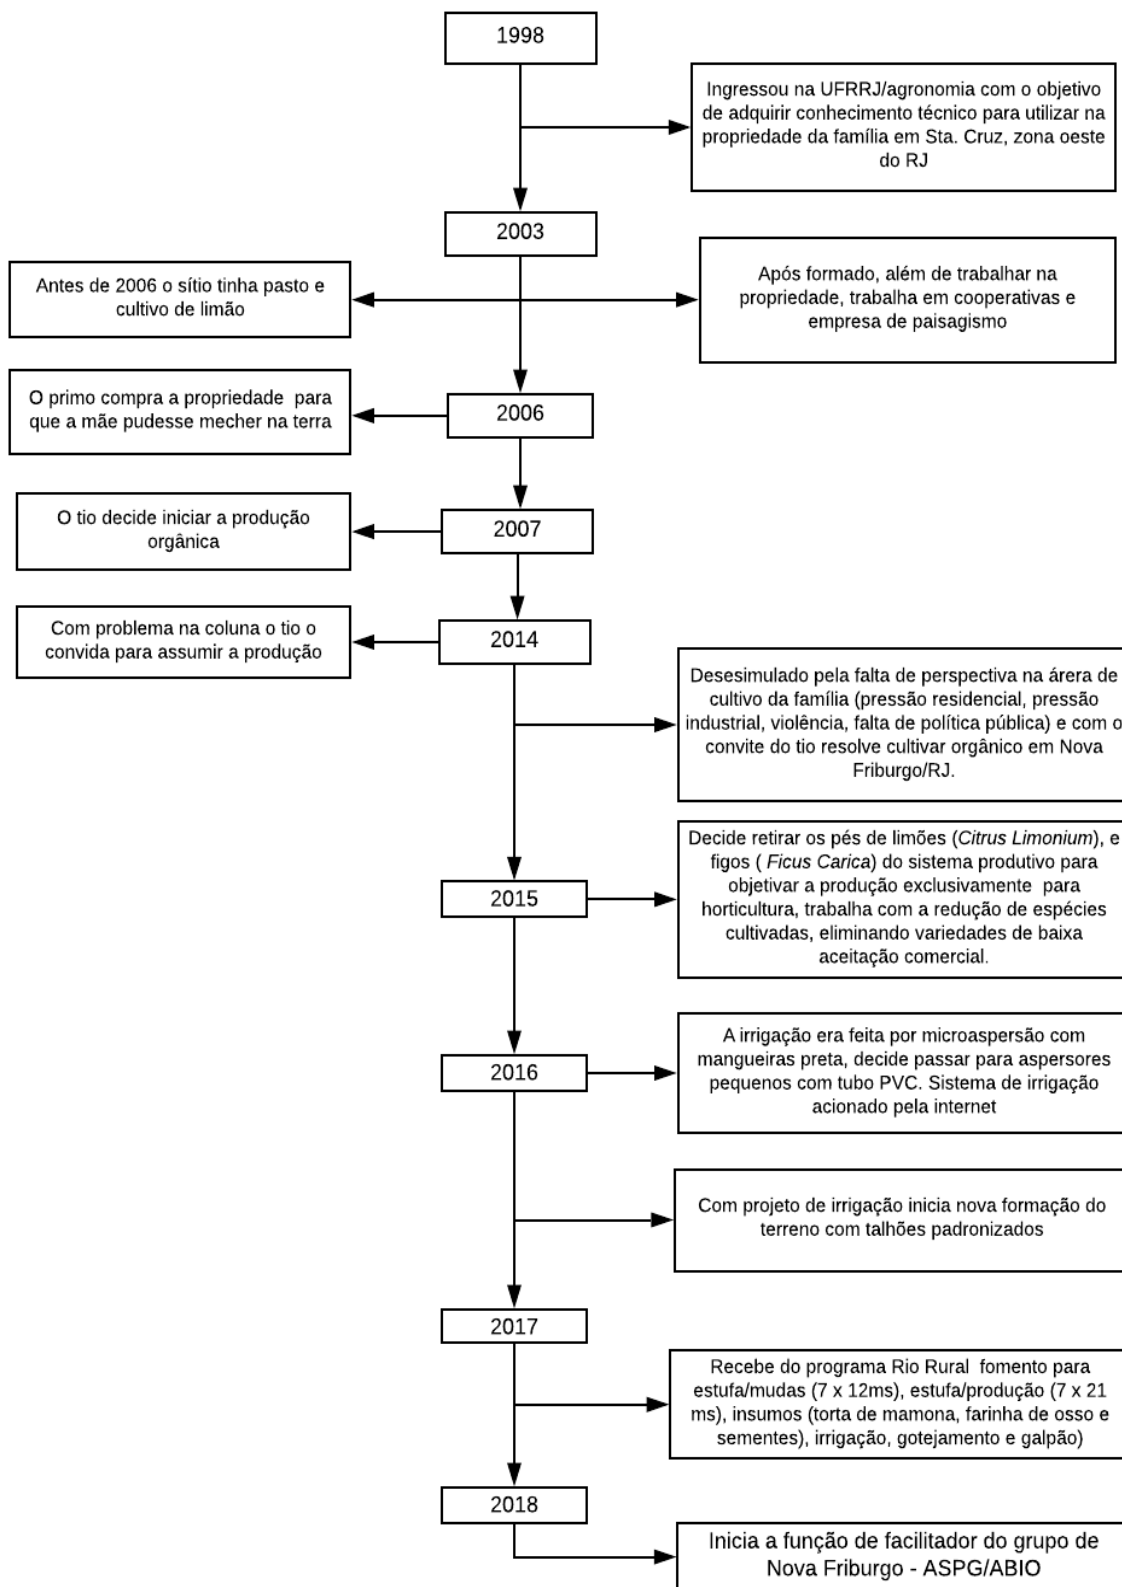 1998
Ingressou na UFRRJ/agronomia com o objetivo
de adquirir conhecimento técnico para utilizar na
propriedade da família em Sta. Cruz, zona oeste
do RJ
2003
Antes de 2006 o sítio tinha pasto e
cultivo de limão
Após formado, além de trabalhar na
propriedade, trabalha em cooperativas e
empresa de paisagismo
O primo compra a propriedade para
que a mãe pudesse mecher na terra
2006
O tio decide iniciar a produção
orgânica
2007
Com problema na coluna o tio o
convida para assumir a produção
2014
Desesimulado pela falta de perspectiva na árera de
cultivo da família (pressão residencial, pressão
industrial, violência, falta de política pública) e com o
convite do tio resolve cultivar orgânico em Nova
Friburgo/RJ.
Decide retirar os pés de limões (Citrus Limonium), e
figos ( Ficus Carica) do sistema produtivo para
objetivar a produção exclusivamente para
horticultura, trabalha com a redução de espécies
cultivadas, eliminando variedades de baixa
aceitação comercial.
2015
A irrigação era feita por microaspersão com
mangueiras preta, decide passar para aspersores
pequenos com tubo PVC. Sistema de irrigação
acionado pela internet
2016
Com projeto de irrigação inicia nova formação do
terreno com talhões padronizados
2017
Recebe do programa Rio Rural fomento para
estufa/mudas (7 x 12ms), estufa/produção (7 x 21
ms), insumos (torta de mamona, farinha de osso e
sementes), irrigação, gotejamento e galpão)
2018
Inicia a função de facilitador do grupo de
Nova Friburgo - ASPG/ABIO